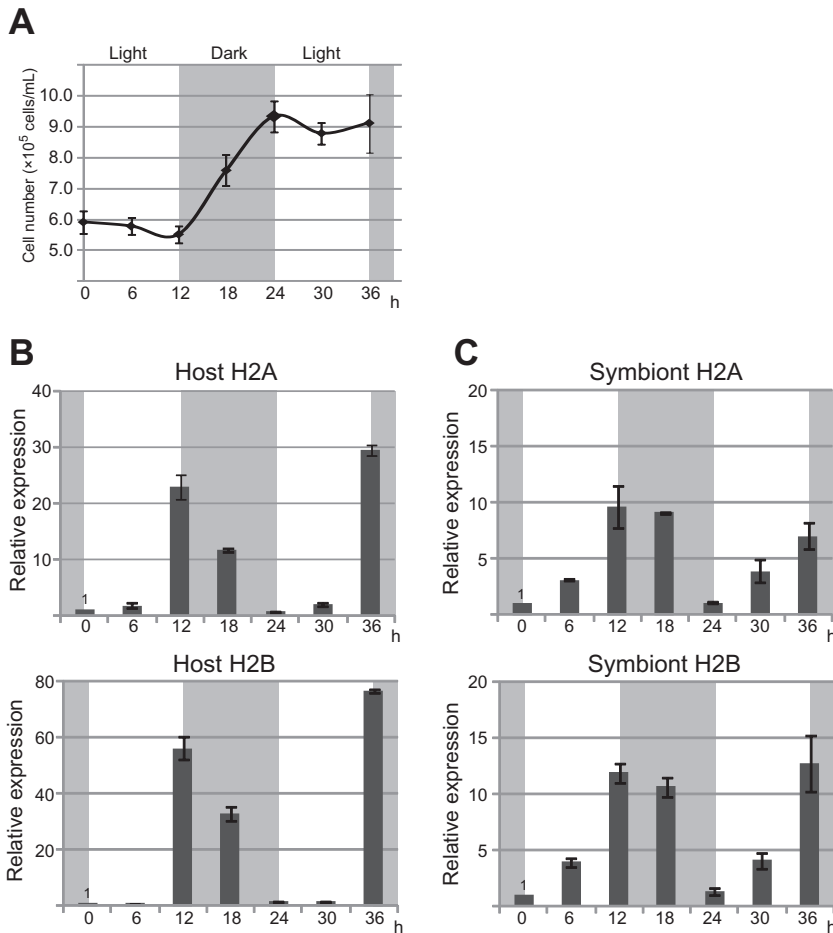 A
Light Dark Light
Cell number (×10⁵ cells/mL)
10.0
9.0
8.0
7.0
6.0
5.0
0 6 12 18 24 30 36 h
B
Host H2A
Relative expression
40
30
20
10
1
0 6 12 18 24 30 36 h
Host H2B
Relative expression
80
60
40
20
1
0 6 12 18 24 30 36 h
C
Symbiont H2A
Relative expression
20
15
10
5
1
0 6 12 18 24 30 36 h
Symbiont H2B
Relative expression
20
15
10
5
1
0 6 12 18 24 30 36 h